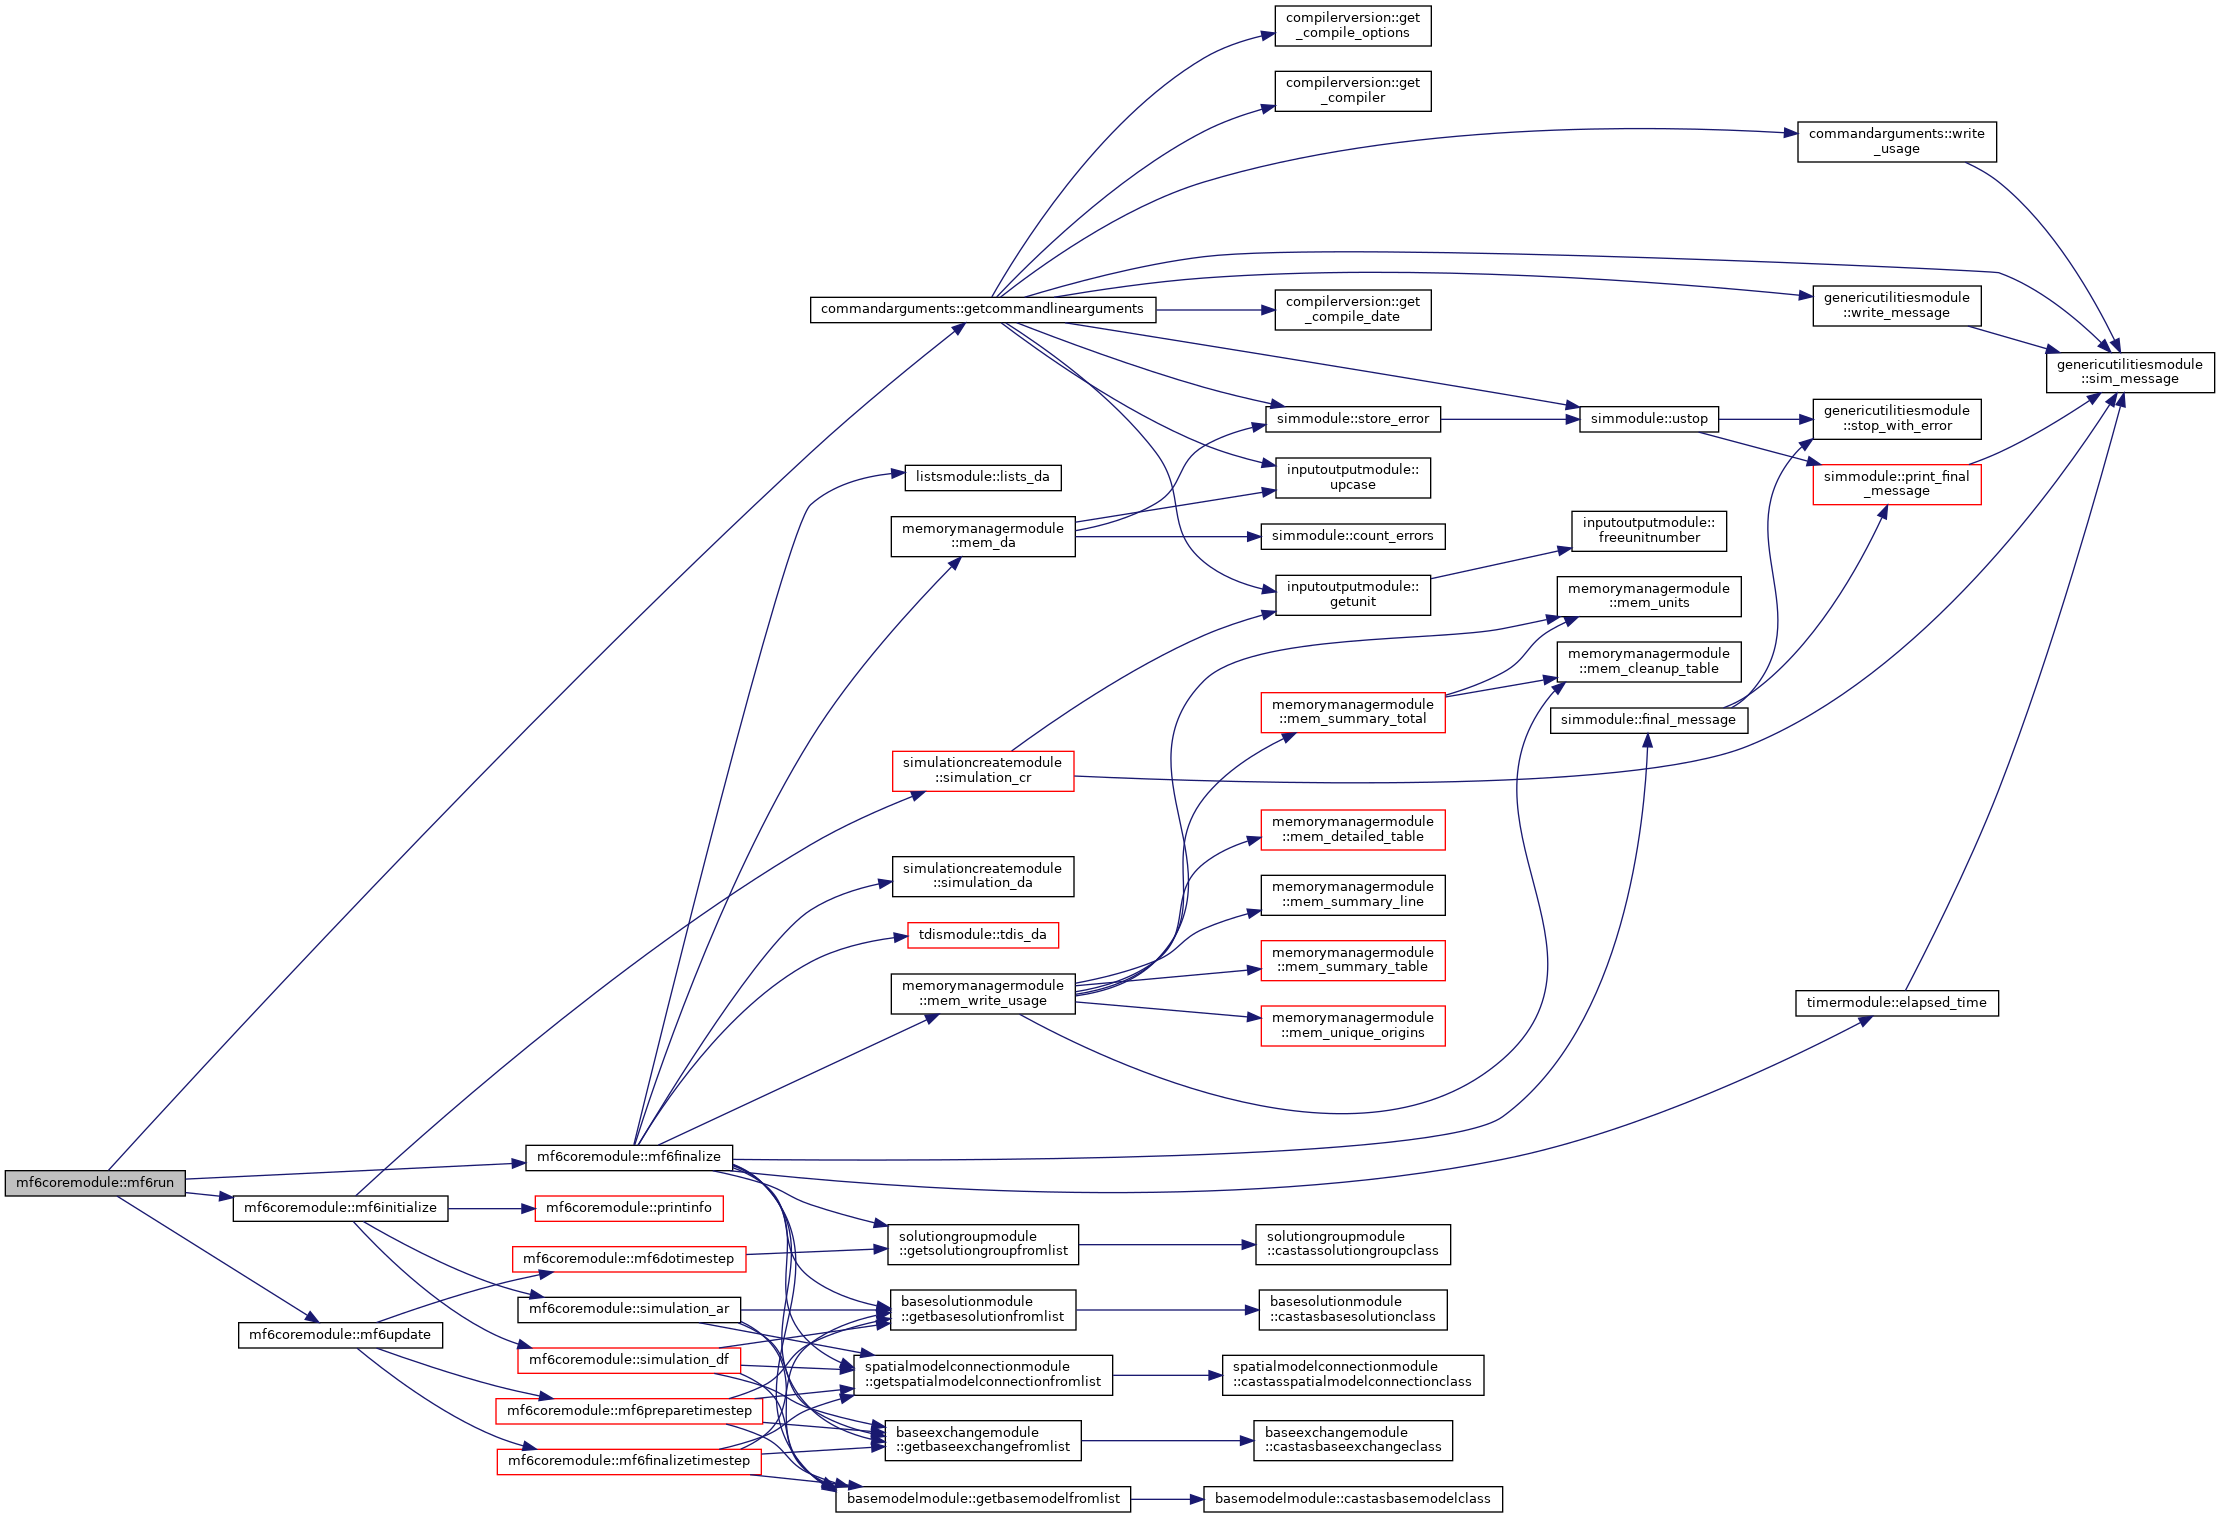 compilerversion::get
_compile_options
compilerversion::get
_compiler
commandarguments::write
_usage
commandarguments::getcommandlinearguments
compilerversion::get
_compile_date
genericutilitiesmodule
::write_message
genericutilitiesmodule
::sim_message
simmodule::store_error
simmodule::ustop
genericutilitiesmodule
::stop_with_error
listsmodule::lists_da
inputoutputmodule::
upcase
simmodule::print_final
_message
memorymanagermodule
::mem_da
simmodule::count_errors
inputoutputmodule::
freeunitnumber
inputoutputmodule::
getunit
memorymanagermodule
::mem_units
memorymanagermodule
::mem_cleanup_table
memorymanagermodule
::mem_summary_total
simmodule::final_message
simulationcreatemodule
::simulation_cr
memorymanagermodule
::mem_detailed_table
simulationcreatemodule
::simulation_da
memorymanagermodule
::mem_summary_line
tdismodule::tdis_da
memorymanagermodule
::mem_summary_table
memorymanagermodule
::mem_write_usage
memorymanagermodule
::mem_unique_origins
timermodule::elapsed_time
mf6coremodule::mf6finalize
mf6coremodule::mf6run
mf6coremodule::mf6initialize
mf6coremodule::printinfo
solutiongroupmodule
::getsolutiongroupfromlist
solutiongroupmodule
::castassolutiongroupclass
mf6coremodule::mf6dotimestep
mf6coremodule::simulation_ar
basesolutionmodule
::getbasesolutionfromlist
basesolutionmodule
::castasbasesolutionclass
mf6coremodule::mf6update
mf6coremodule::simulation_df
spatialmodelconnectionmodule
::getspatialmodelconnectionfromlist
spatialmodelconnectionmodule
::castasspatialmodelconnectionclass
mf6coremodule::mf6preparetimestep
baseexchangemodule
::getbaseexchangefromlist
baseexchangemodule
::castasbaseexchangeclass
mf6coremodule::mf6finalizetimestep
basemodelmodule::getbasemodelfromlist
basemodelmodule::castasbasemodelclass